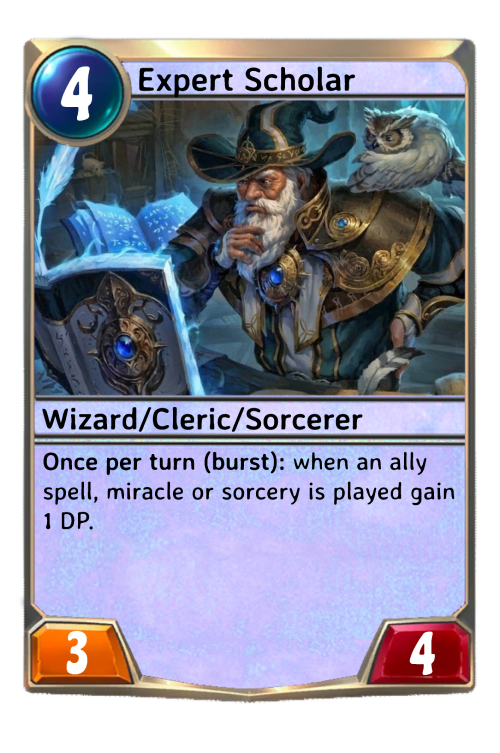 4
Expert Scholar
Wizard/Cleric/Sorcerer
Once per turn (burst): when an ally
spell, miracle or sorcery is played gain
1 DP.
3
4